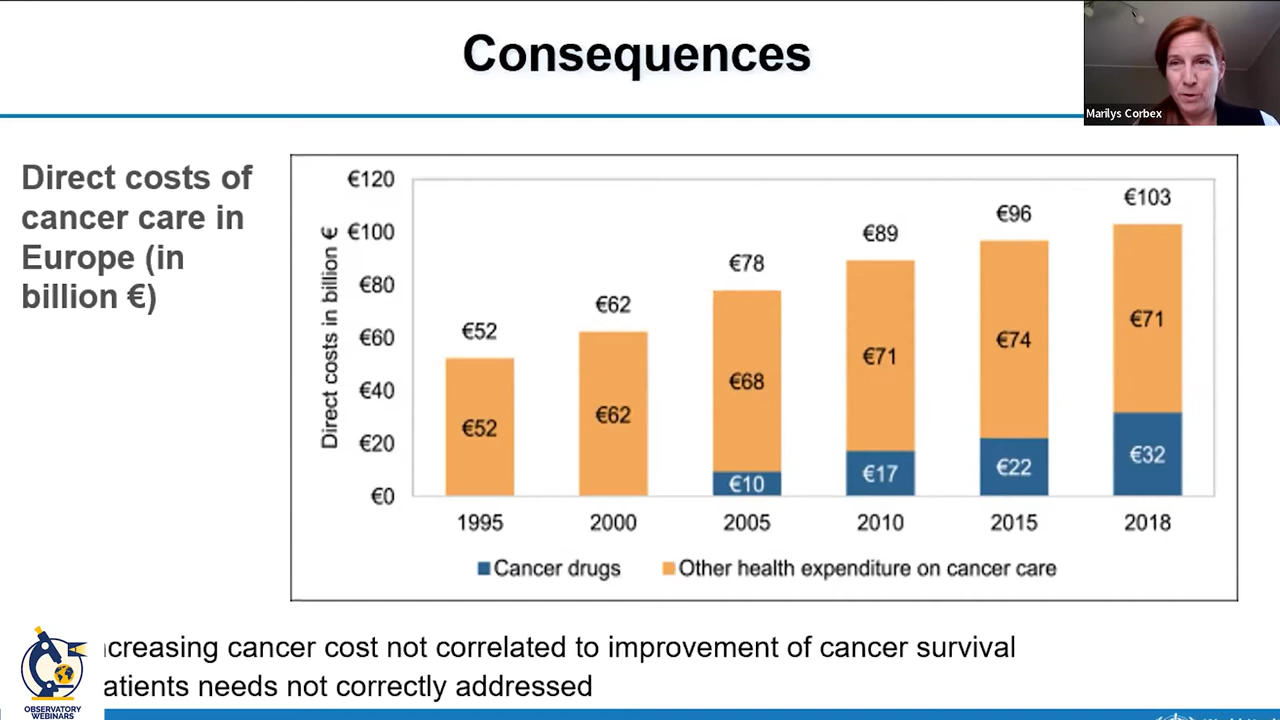 Consequences
Marilys Corbex
Direct costs of
cancer care in
Europe (in
billion €)
Direct costs in billion €
€120
€100
€80
€60
€40
€20
€0
€52
€62
€78
€89
€96
€103
€52
€62
€68
€71
€74
€71
€10
€17
€22
€32
1995
2000
2005
2010
2015
2018
Cancer drugs
Other health expenditure on cancer care
creasing cancer cost not correlated to improvement of cancer survival
atients needs not correctly addressed
OBSERVATORY
WEBINARS